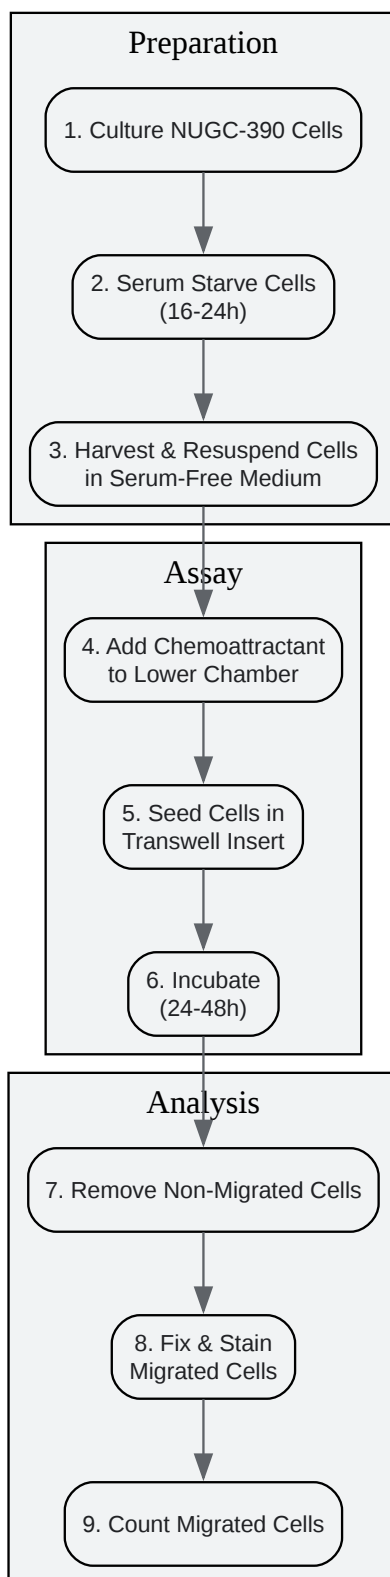 Preparation
1. Culture NUGC-390 Cells
2. Serum Starve Cells
(16-24h)
3. Harvest & Resuspend Cells
in Serum-Free Medium
Assay
4. Add Chemoattractant
to Lower Chamber
5. Seed Cells in
Transwell Insert
6. Incubate
(24-48h)
Analysis
7. Remove Non-Migrated Cells
8. Fix & Stain
Migrated Cells
9. Count Migrated Cells